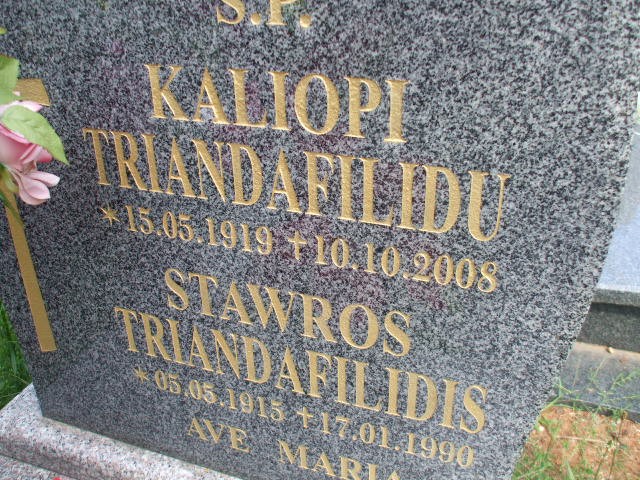 Ś.P.
KALIOPI
TRIANDAFILIDU
* 15.05.1919 † 10.10.2008
STAWROS
TRIANDAFILIDIS
* 05.05.1915 † 17.01.1990
AVE MARIA